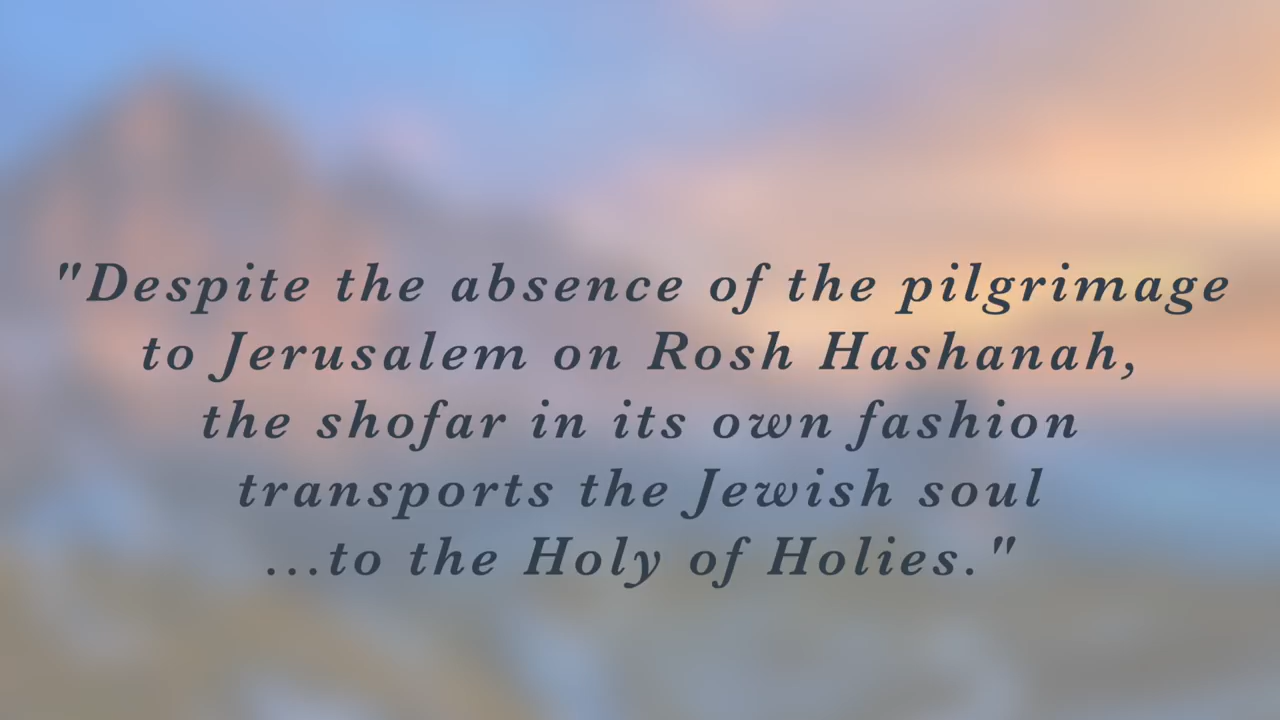 "Despite the absence of the pilgrimage
to Jerusalem on Rosh Hashanah,
the shofar in its own fashion
transports the Jewish soul
...to the Holy of Holies."